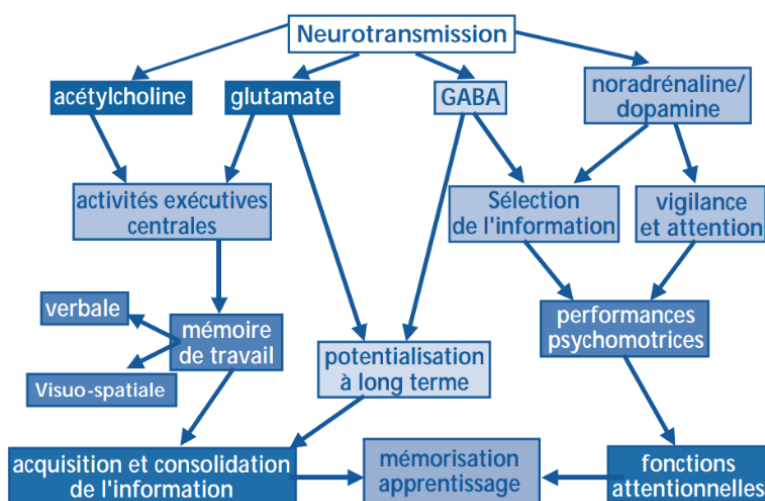 Neurotransmission
acétylcholine
glutamate
GABA
noradrénaline/
dopamine
activités exécutives
centrales
Sélection
de l'information
vigilance
et attention
verbale
mémoire
de travail
Visuo-spatiale
potentialisation
à long terme
performances
psychomotrices
acquisition et consolidation
de l'information
mémorisation
apprentissage
fonctions
attentionnelles